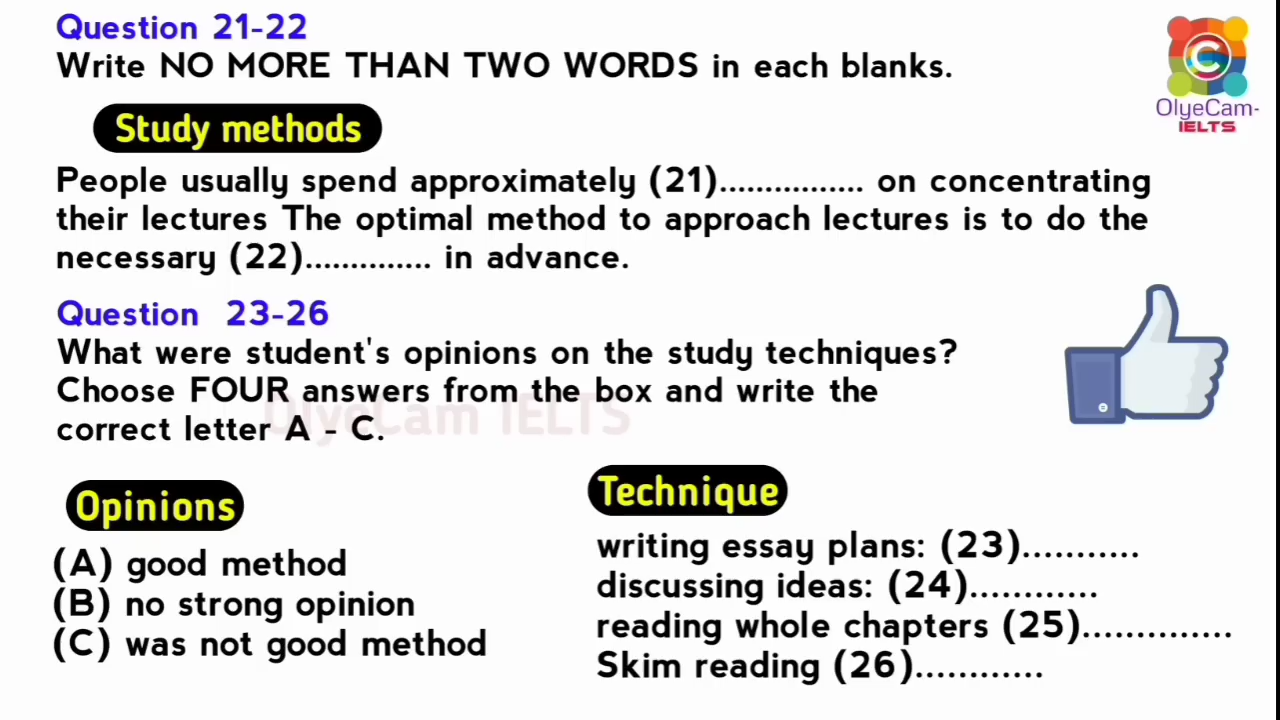 Question 21-22
Write NO MORE THAN TWO WORDS in each blanks.
OlyeCam-
IELTS
Study methods
People usually spend approximately (21)................ on concentrating
their lectures The optimal method to approach lectures is to do the
necessary (22).............. in advance.
Question 23-26
What were student's opinions on the study techniques?
Choose FOUR answers from the box and write the
OlyeCam IELTS
correct letter A - C.
Opinions
(A) good method
(B) no strong opinion
(C) was not good method
Technique
writing essay plans: (23)...........
discussing ideas: (24)............
reading whole chapters (25)..............
Skim reading (26)............